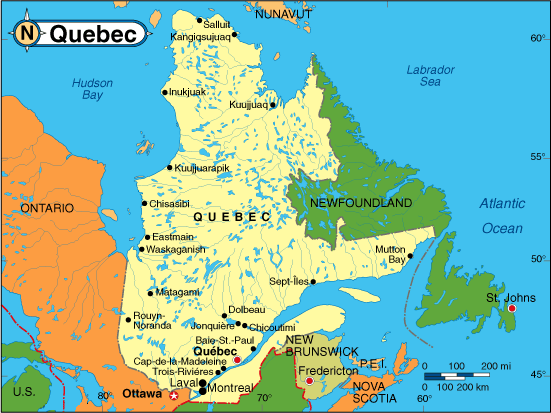 N Quebec
NUNAVUT
60°
60°
Salluit
Kangiqsujuaq
Hudson
Bay
Labrador
Sea
Inukjuak
Kuujjuaq
55°
55°
Kuujjuarapik
Chisasibi
ONTARIO
QUEBEC
NEWFOUNDLAND
Atlantic
Ocean
Eastmain
Waskaganish
Mutton
Bay
Matagami
Sept-Îles
St. Johns
Rouyn-
Noranda
Dolbeau
Jonquière
Chicoutimi
Baie-St.-Paul
Québec
NEW
BRUNSWICK
Cap-de-la-Madeleine
Trois-Rivières
Fredericton
P.E.I.
200 mi
0 100 200 km
45°
Laval
Montreal
U.S.
80°
Ottawa
70°
NOVA
SCOTIA
60°